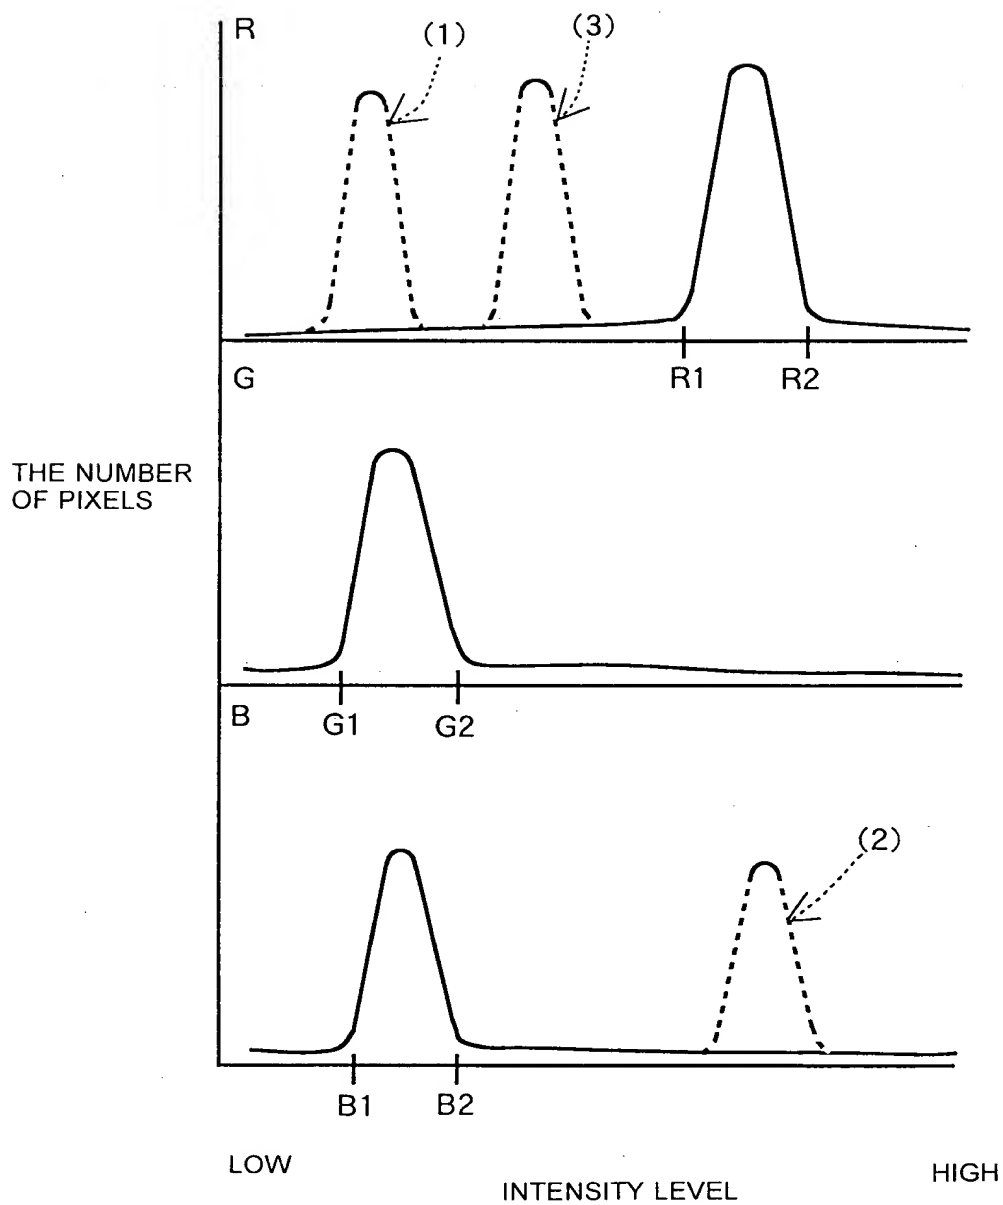 R
(1)
(3)
R1
R2
G
THE NUMBER
OF PIXELS
G1
G2
B
(2)
B1
B2
LOW
HIGH
INTENSITY LEVEL